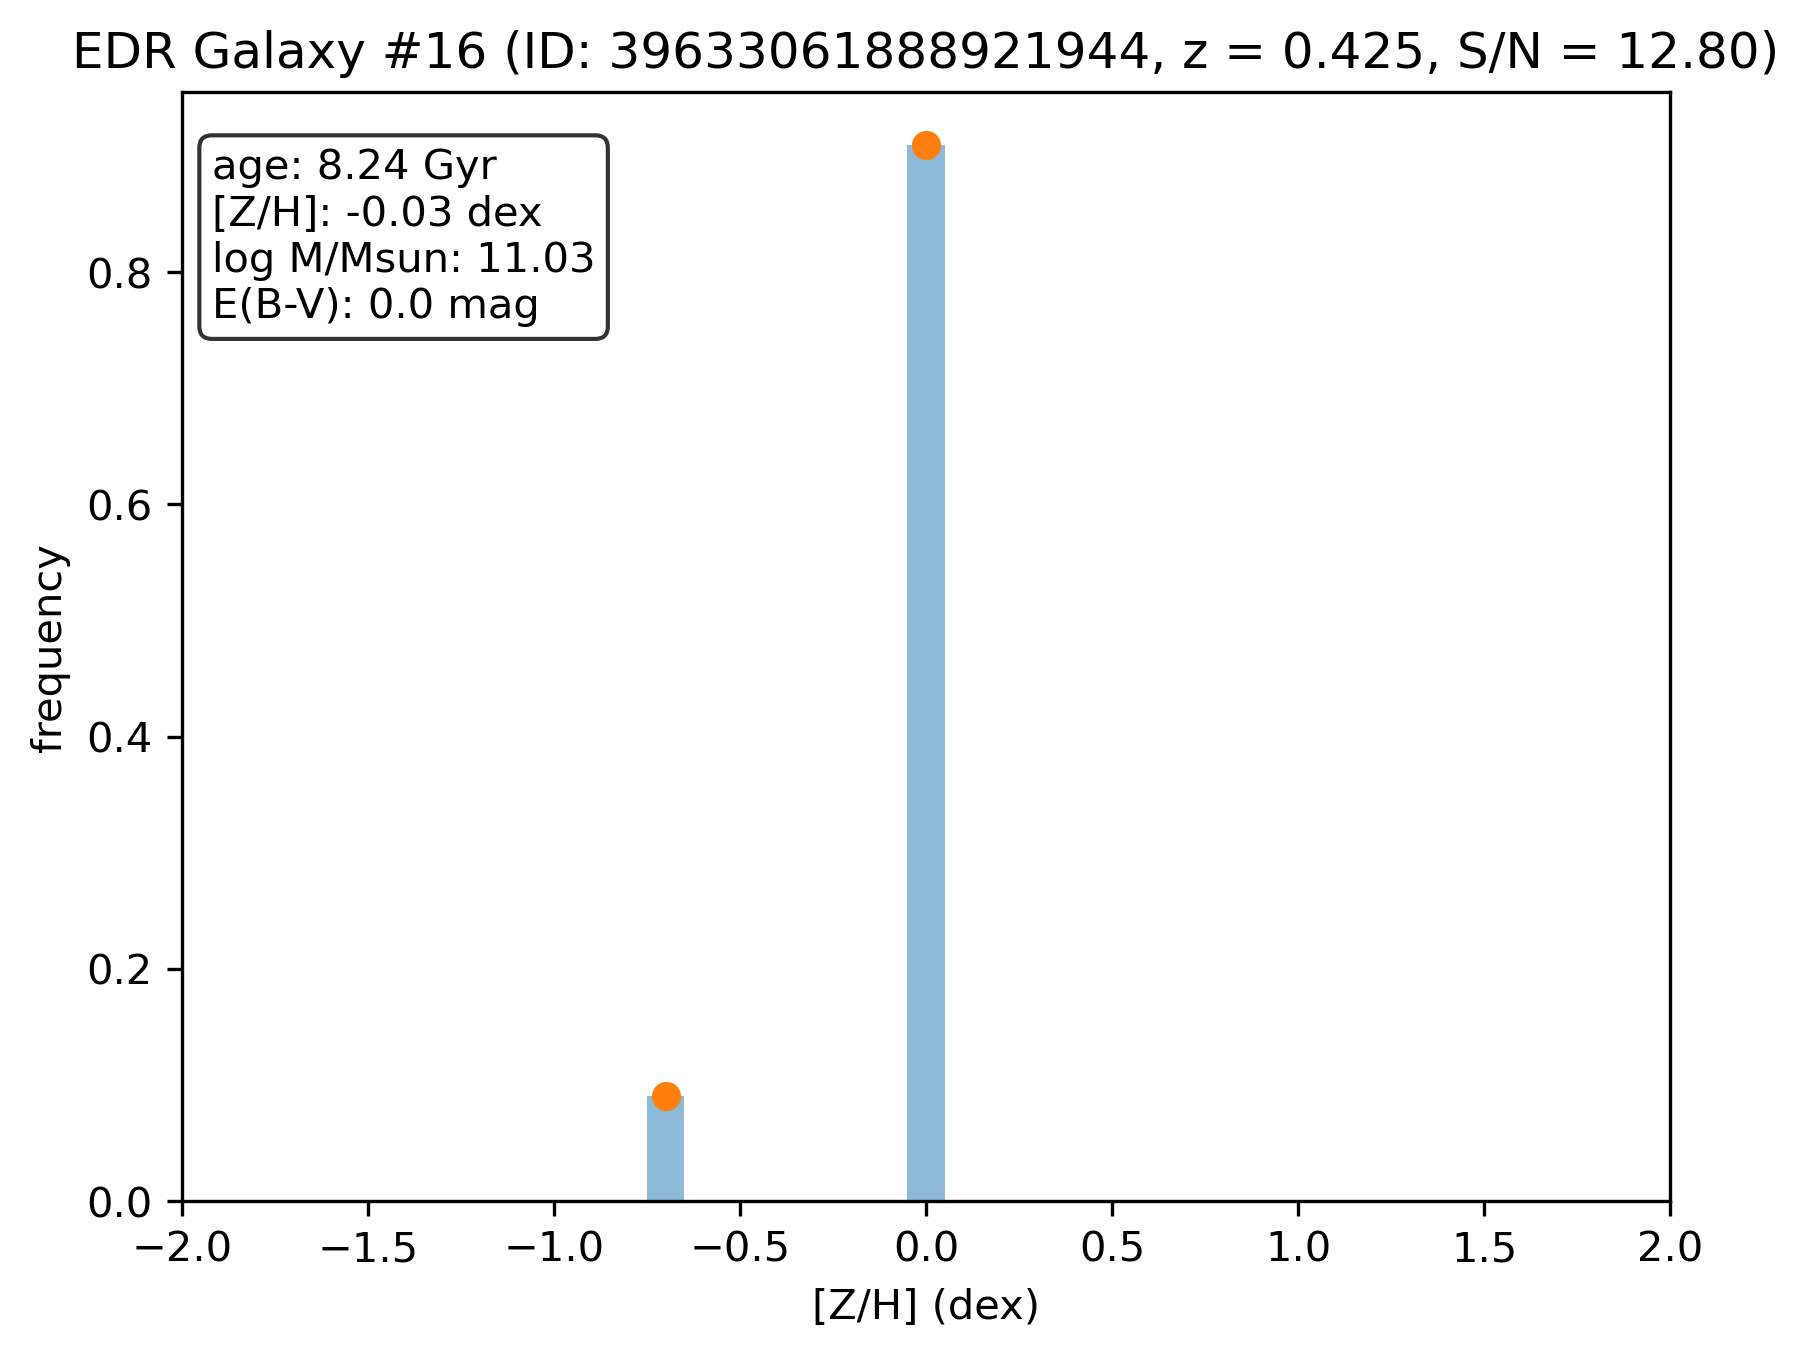 EDR Galaxy #16 (ID: 39633061888921944, z = 0.425, S/N = 12.80)
age: 8.24 Gyr
[Z/H]: -0.03 dex
log M/Msun: 11.03
E(B-V): 0.0 mag
0.8
0.6
0.4
0.2
0.0
frequency
−2.0 −1.5 −1.0 −0.5 0.0 0.5 1.0 1.5 2.0
[Z/H] (dex)